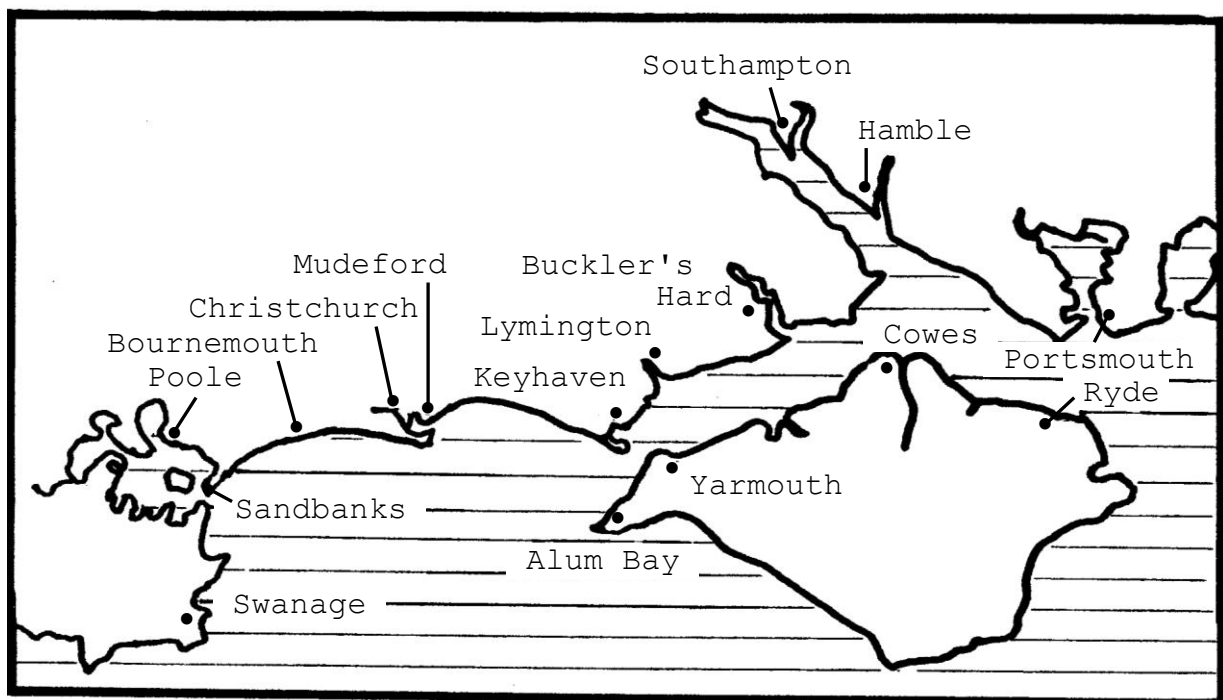 Southampton
Hamble
Mudeford
Buckler's
Hard
Christchurch
Lymington
Bournemouth
Cowes
Portsmouth
Poole
Keyhaven
Ryde
Yarmouth
Sandbanks
Alum Bay
Swanage